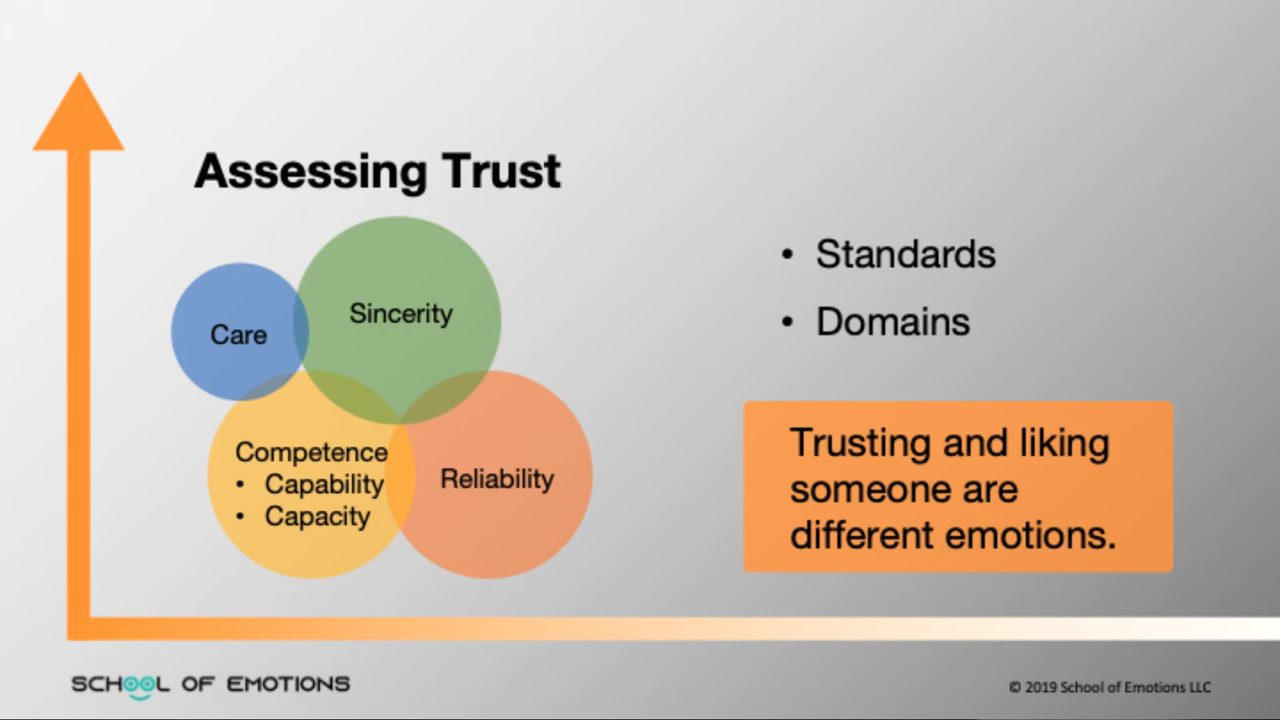 Assessing Trust
Care
Sincerity
Competence
• Capability
• Capacity
Reliability
• Standards
• Domains
Trusting and liking
someone are
different emotions.
SCHOOL OF EMOTIONS
© 2019 School of Emotions LLC